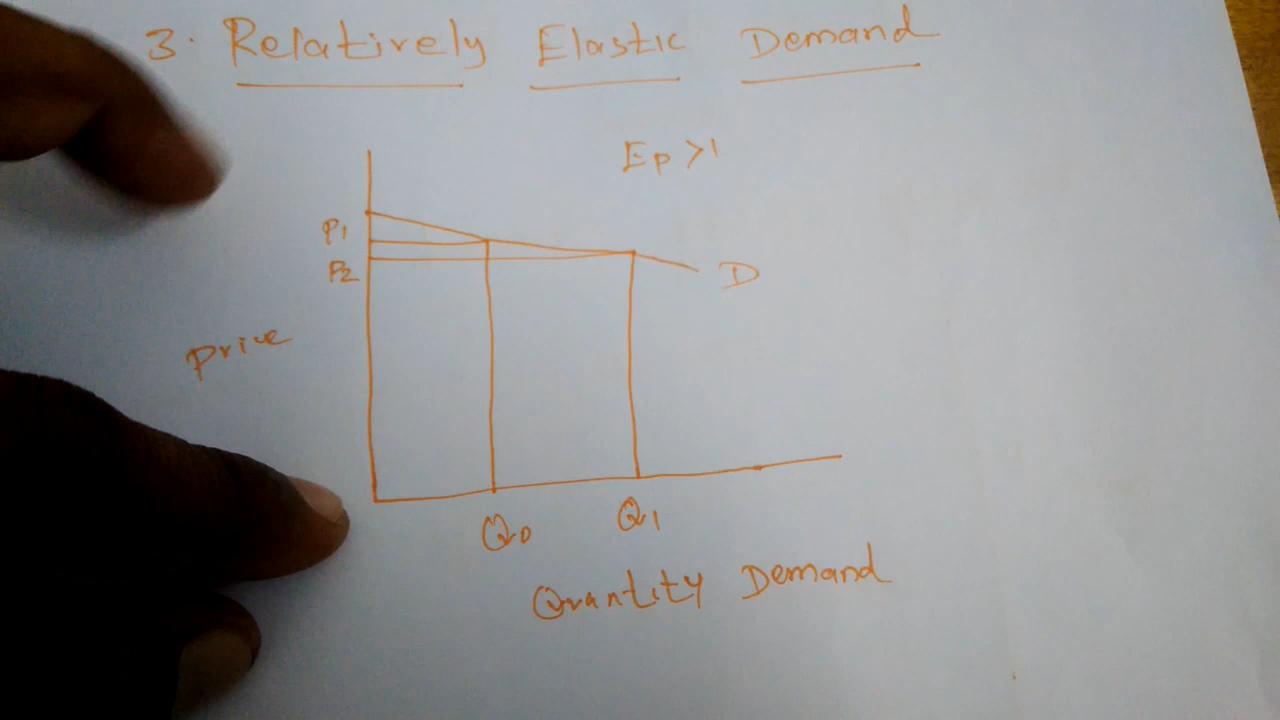 3. Relatively Elastic Demand
Ep >1
P1
P2
D
Price
Q0
Q1
Quantity Demand